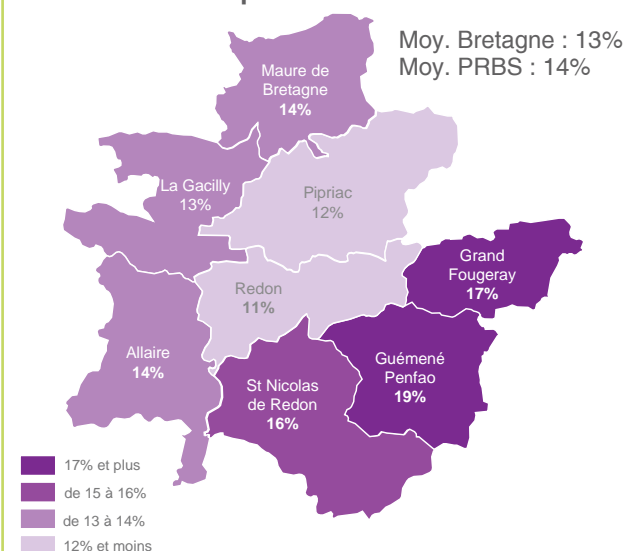 Moy. Bretagne : 13%
Moy. PRBS : 14%
Maure de
Bretagne
14%
La Gacilly
13%
Pipriac
12%
Grand
Fougeray
17%
Redon
11%
Allaire
14%
Guémené
Penfao
19%
St Nicolas
de Redon
16%
17% et plus
de 15 à 16%
de 13 à 14%
12% et moins